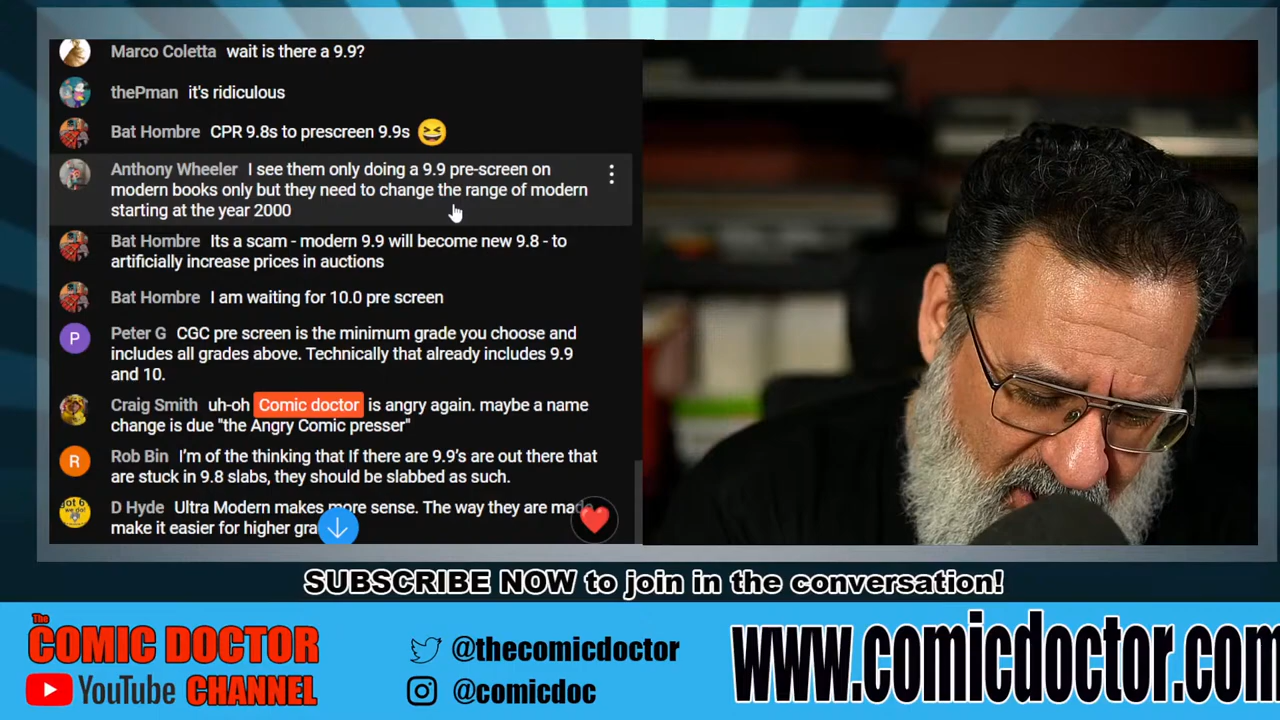 Marco Coletta wait is there a 9.9?
thePman it's ridiculous
Bat Hombre CPR 9.8s to prescreen 9.9s
Anthony Wheeler I see them only doing a 9.9 pre-screen on
modern books only but they need to change the range of modern
starting at the year 2000
Bat Hombre Its a scam - modern 9.9 will become new 9.8 - to
artificially increase prices in auctions
Bat Hombre I am waiting for 10.0 pre screen
P
Peter G CGC pre screen is the minimum grade you choose and
includes all grades above. Technically that already includes 9.9
and 10.
Craig Smith uh-oh Comic doctor is angry again. maybe a name
change is due "the Angry Comic presser"
R
Rob Bin I'm of the thinking that If there are 9.9's are out there that
are stuck in 9.8 slabs, they should be slabbed as such.
D Hyde Ultra Modern makes more sense. The way they are made
make it easier for higher gra
SUBSCRIBE NOW to join in the conversation!
The
COMIC DOCTOR
YouTube CHANNEL
@thecomicdoctor
@comicdoc
www.comicdoctor.com